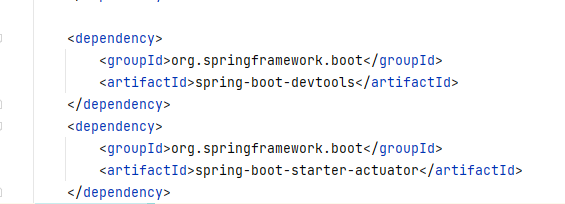 <dependency>
<groupId>org.springframework.boot</groupId>
<artifactId>spring-boot-devtools</artifactId>
</dependency>
<dependency>
<groupId>org.springframework.boot</groupId>
<artifactId>spring-boot-starter-actuator</artifactId>
</dependency>